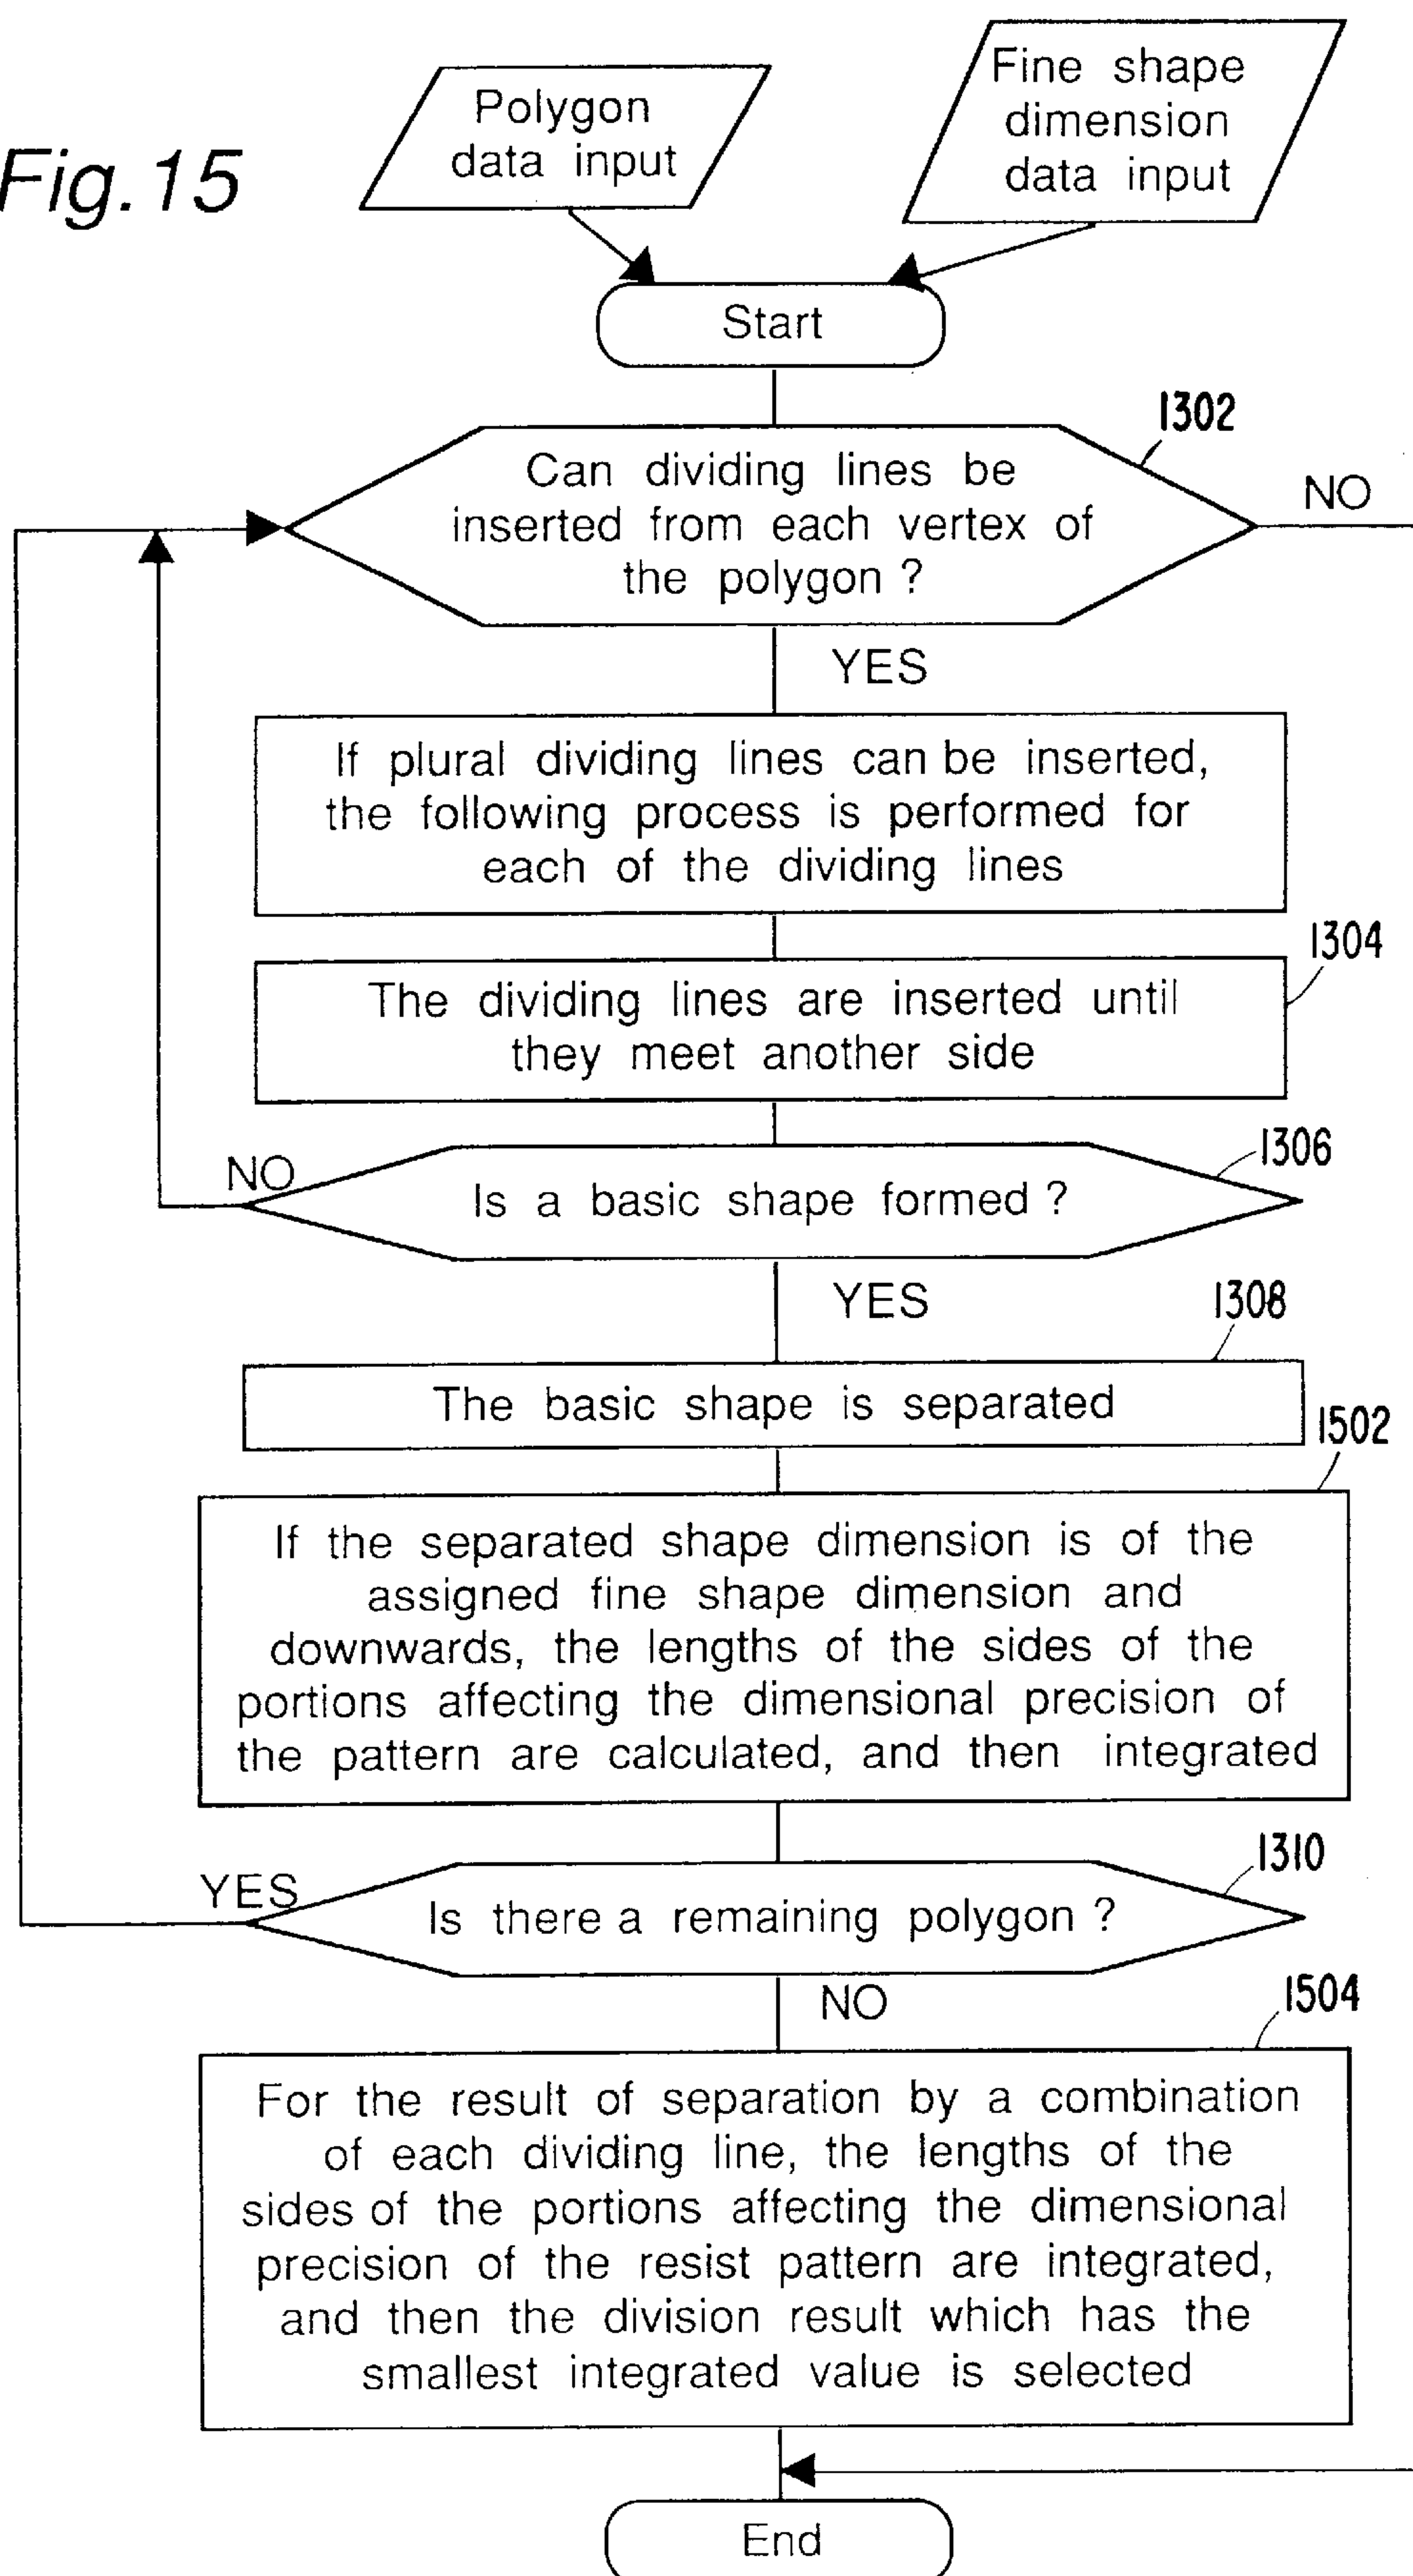 Fig.15
Polygon
data input
Fine shape
dimension
data input
Start
1302
Can dividing lines be
inserted from each vertex of
the polygon ?
NO
YES
If plural dividing lines can be inserted,
the following process is performed for
each of the dividing lines
1304
The dividing lines are inserted until
they meet another side
1306
NO
Is a basic shape formed ?
YES
1308
The basic shape is separated
1502
If the separated shape dimension is of the
assigned fine shape dimension and
downwards, the lengths of the sides of the
portions affecting the dimensional precision of
the pattern are calculated, and then integrated
1310
YES
Is there a remaining polygon ?
NO
1504
For the result of separation by a combination
of each dividing line, the lengths of the
sides of the portions affecting the dimensional
precision of the resist pattern are integrated,
and then the division result which has the
smallest integrated value is selected
End